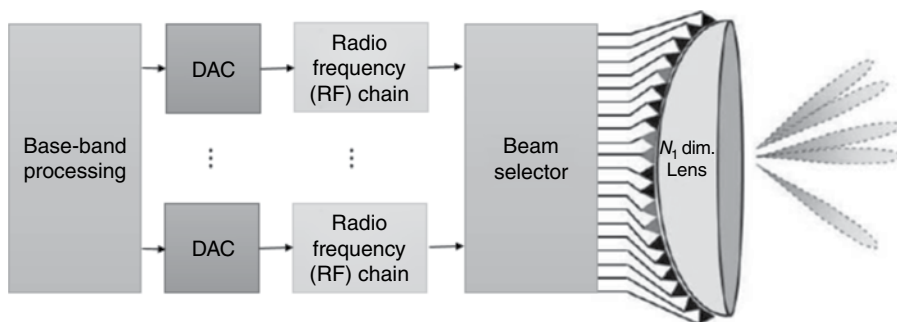 Base-band
processing
DAC
Radio
frequency
(RF) chain
DAC
Radio
frequency
(RF) chain
Beam
selector
N₁ dim.
Lens